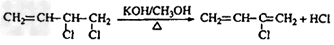 CH₂=CH-CH-CH₂ KOH/CH₃OH CH₂=CH-C=CH₂ + HCl
Cl Cl △ Cl